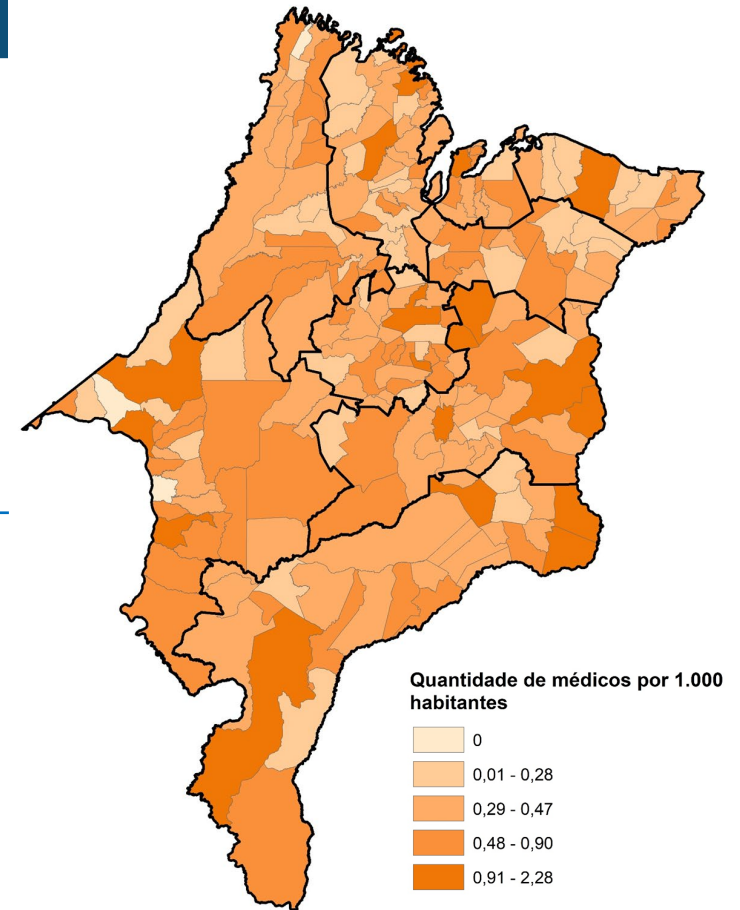 Quantidade de médicos por 1.000
habitantes
0
0,01 - 0,28
0,29 - 0,47
0,48 - 0,90
0,91 - 2,28